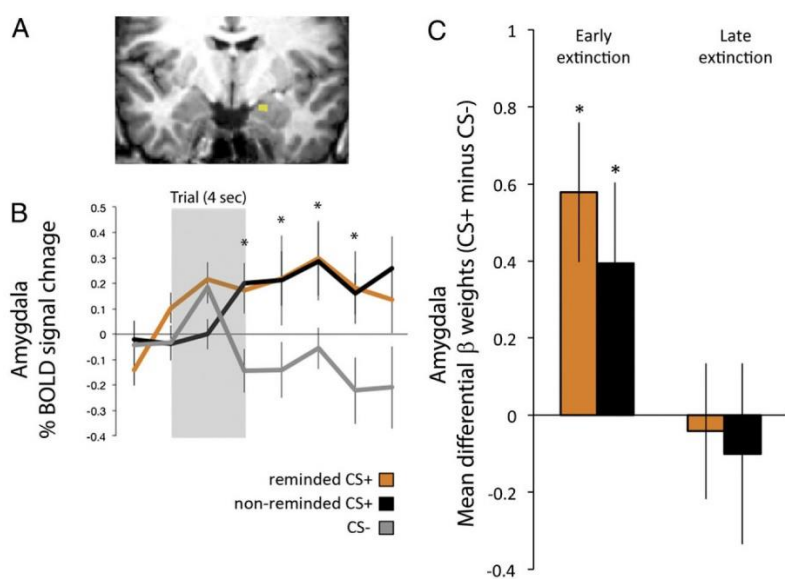 A
B
Trial (4 sec)
Amygdala
% BOLD signal chnage
0.5
0.4
0.3
0.2
0.1
0
-0.1
-0.2
-0.3
-0.4
*
*
*
*
reminded CS+
non-reminded CS+
CS-
C
Early
extinction
Late
extinction
Amygdala
Mean differential β weights (CS+ minus CS-)
1
0.8
0.6
0.4
0.2
0
-0.2
-0.4
*
*